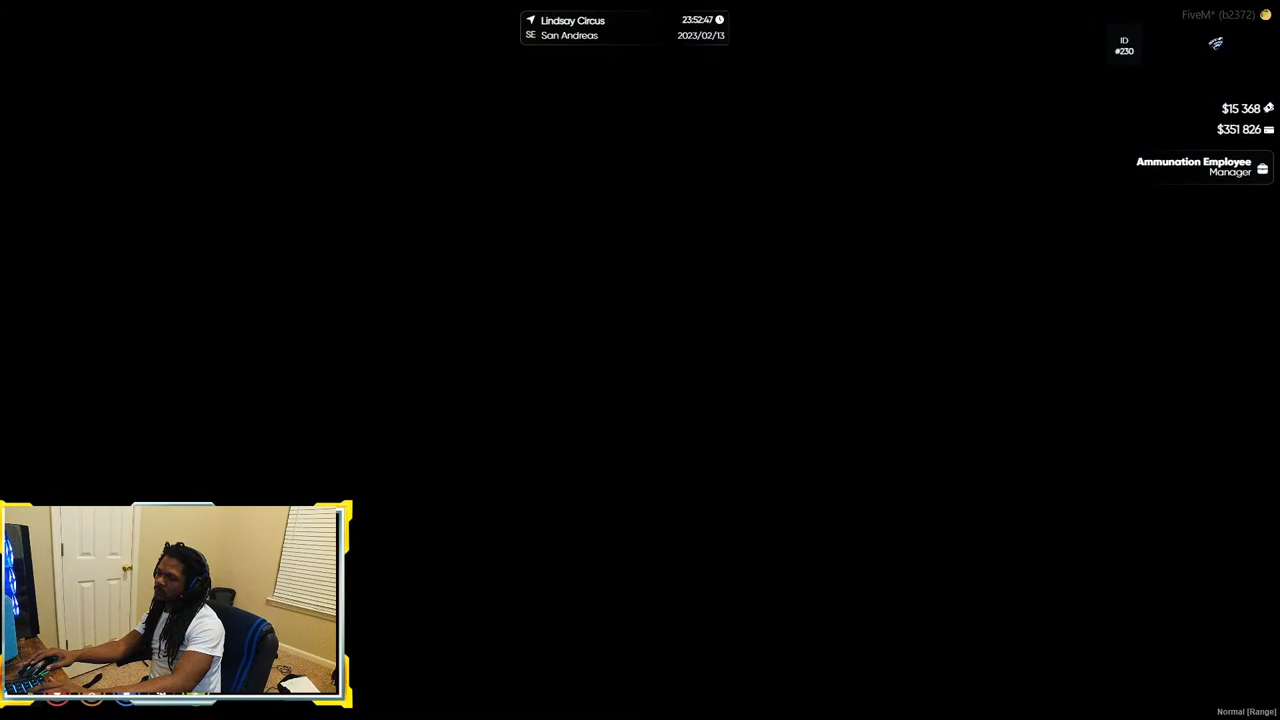 Lindsay Circus 23:52:47
SE San Andreas 2023/02/13
FiveM* (b2372)
ID
#230
$15 368
$351 826
Ammunation Employee
Manager
Normal [Range]